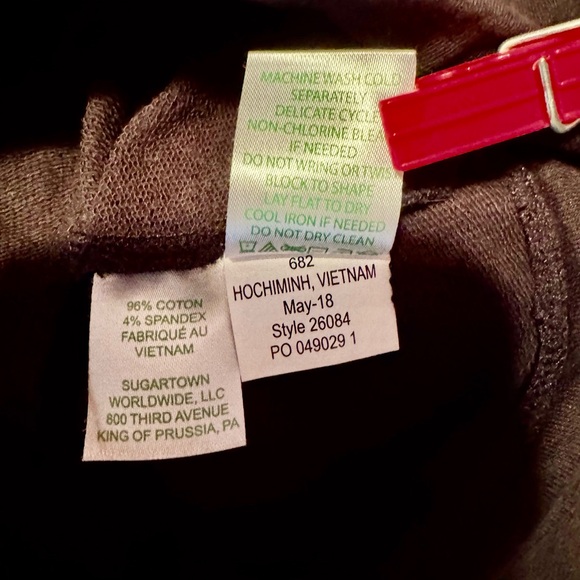 MACHINE WASH COLD
SEPARATELY
DELICATE CYCLE
NON-CHLORINE
IF NEEDED
DO NOT WRING OR
BLOCK TO SHAPE
LAY FLAT TO DRY
COOL IRON IF NEEDED
DO NOT DRY CLEAN
682
HOCHIMINH, VIETNAM
May-18
Style 26084
PO 049029 1
96% COTON
4% SPANDEX
FABRIQUÉ AU
VIETNAM
SUGARTOWN
WORLDWIDE, LLC
800 THIRD AVENUE
KING OF PRUSSIA, PA